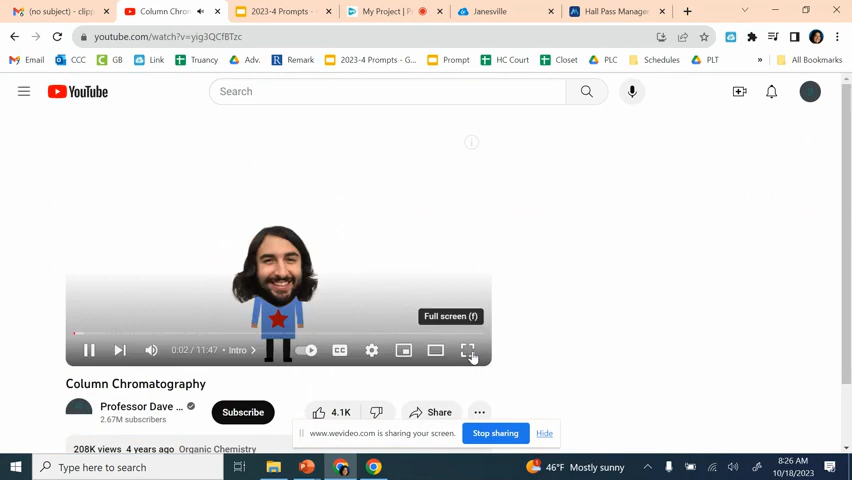 (no subject) - clipp
Column Chron
2023-4 Prompts -
My Project | P
Janesville
Hall Pass Manager
youtube.com/watch?v=yig3QCfBTzc
Email
CCC
GB
Link
Truancy
Adv.
Remark
2023-4 Prompts - G...
Prompt
HC Court
Closet
PLC
Schedules
PLT
»
All Bookmarks
YouTube
Search
Full screen (f)
0:02 / 11:47 • Intro
CC
Column Chromatography
Professor Dave ...
2.67M subscribers
Subscribe
4.1K
Share
...
www.wevideo.com is sharing your screen.
Stop sharing
Hide
208K views 4 years ago Organic Chemistry
Type here to search
46°F Mostly sunny
8:26 AM
10/18/2023